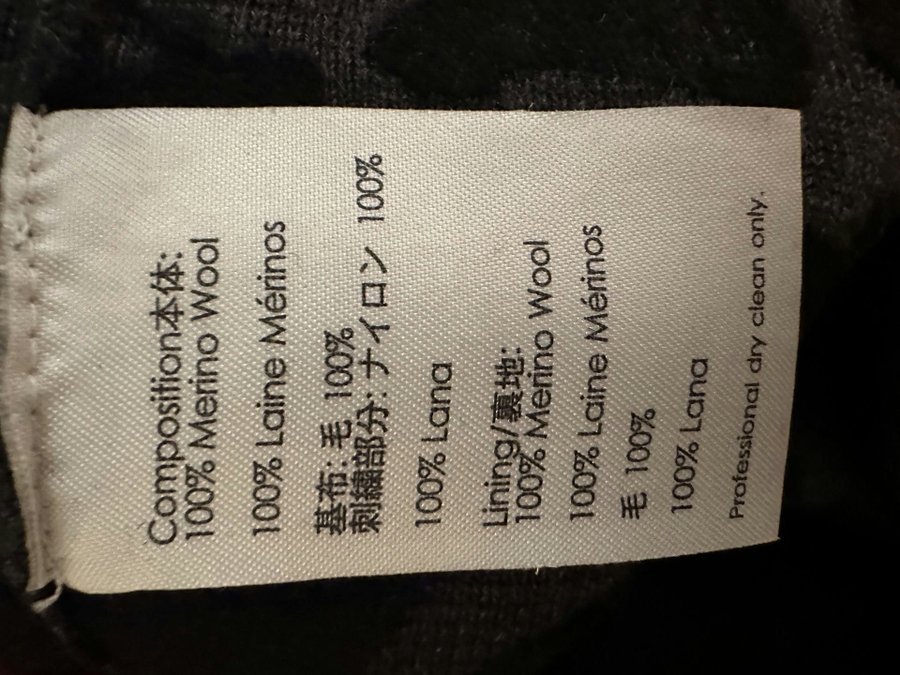 Composition本体:
100% Merino Wool
100% Laine Mérinos
基布: 毛 100%
刺繍部分: ナイロン 100%
100% Lana
Lining/裏地:
100% Merino Wool
100% Laine Mérinos
毛 100%
100% Lana
Professional dry clean only.